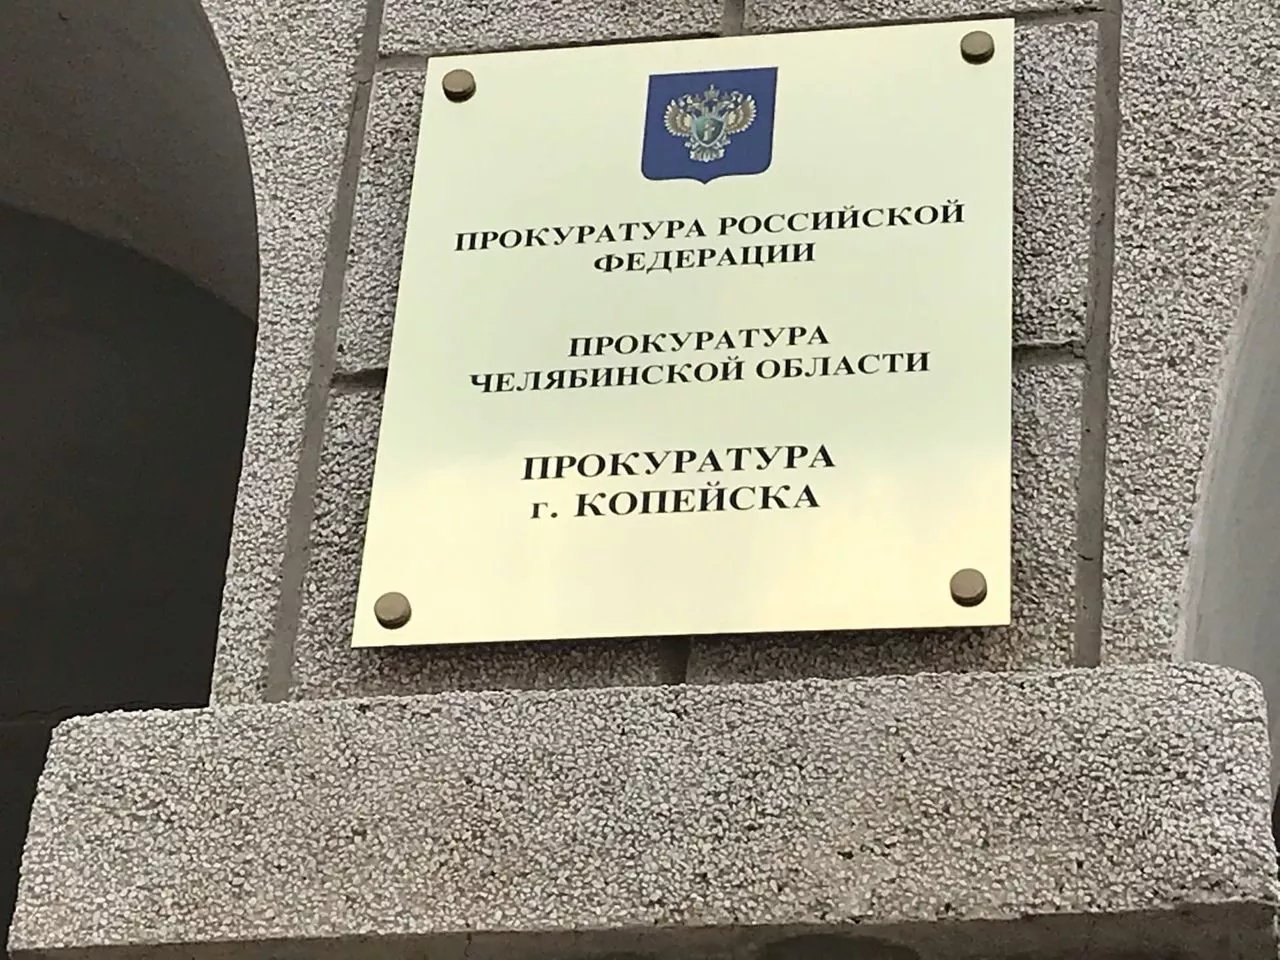 ПРОКУРАТУРА РОССИЙСКОЙ
ФЕДЕРАЦИИ
ПРОКУРАТУРА
ЧЕЛЯБИНСКОЙ ОБЛАСТИ
ПРОКУРАТУРА
г. КОПЕЙСКА